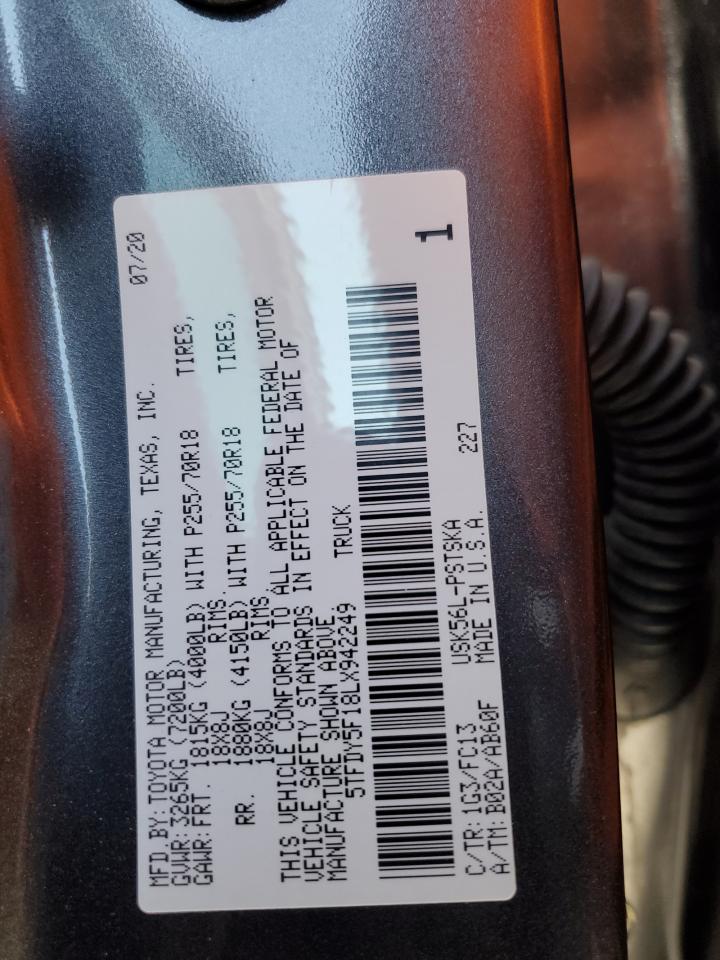 MFD.BY: TOYOTA MOTOR MANUFACTURING, TEXAS, INC. 07/20
GVWR: 3265KG (7200LB)
GAWR: FRT. 1815KG (4000LB) WITH P255/70R18 TIRES,
18X8J RIMS
RR. 1880KG (4150LB) WITH P255/70R18 TIRES,
18X8J RIMS
THIS VEHICLE CONFORMS TO ALL APPLICABLE FEDERAL MOTOR
VEHICLE SAFETY STANDARDS IN EFFECT ON THE DATE OF
MANUFACTURE SHOWN ABOVE.
5TFDY5F18LX942249 TRUCK
1
C/TR: 1G3/FC13 USK56L-PSTSKA 227
A/TM: B02A/AB60F MADE IN U.S.A.